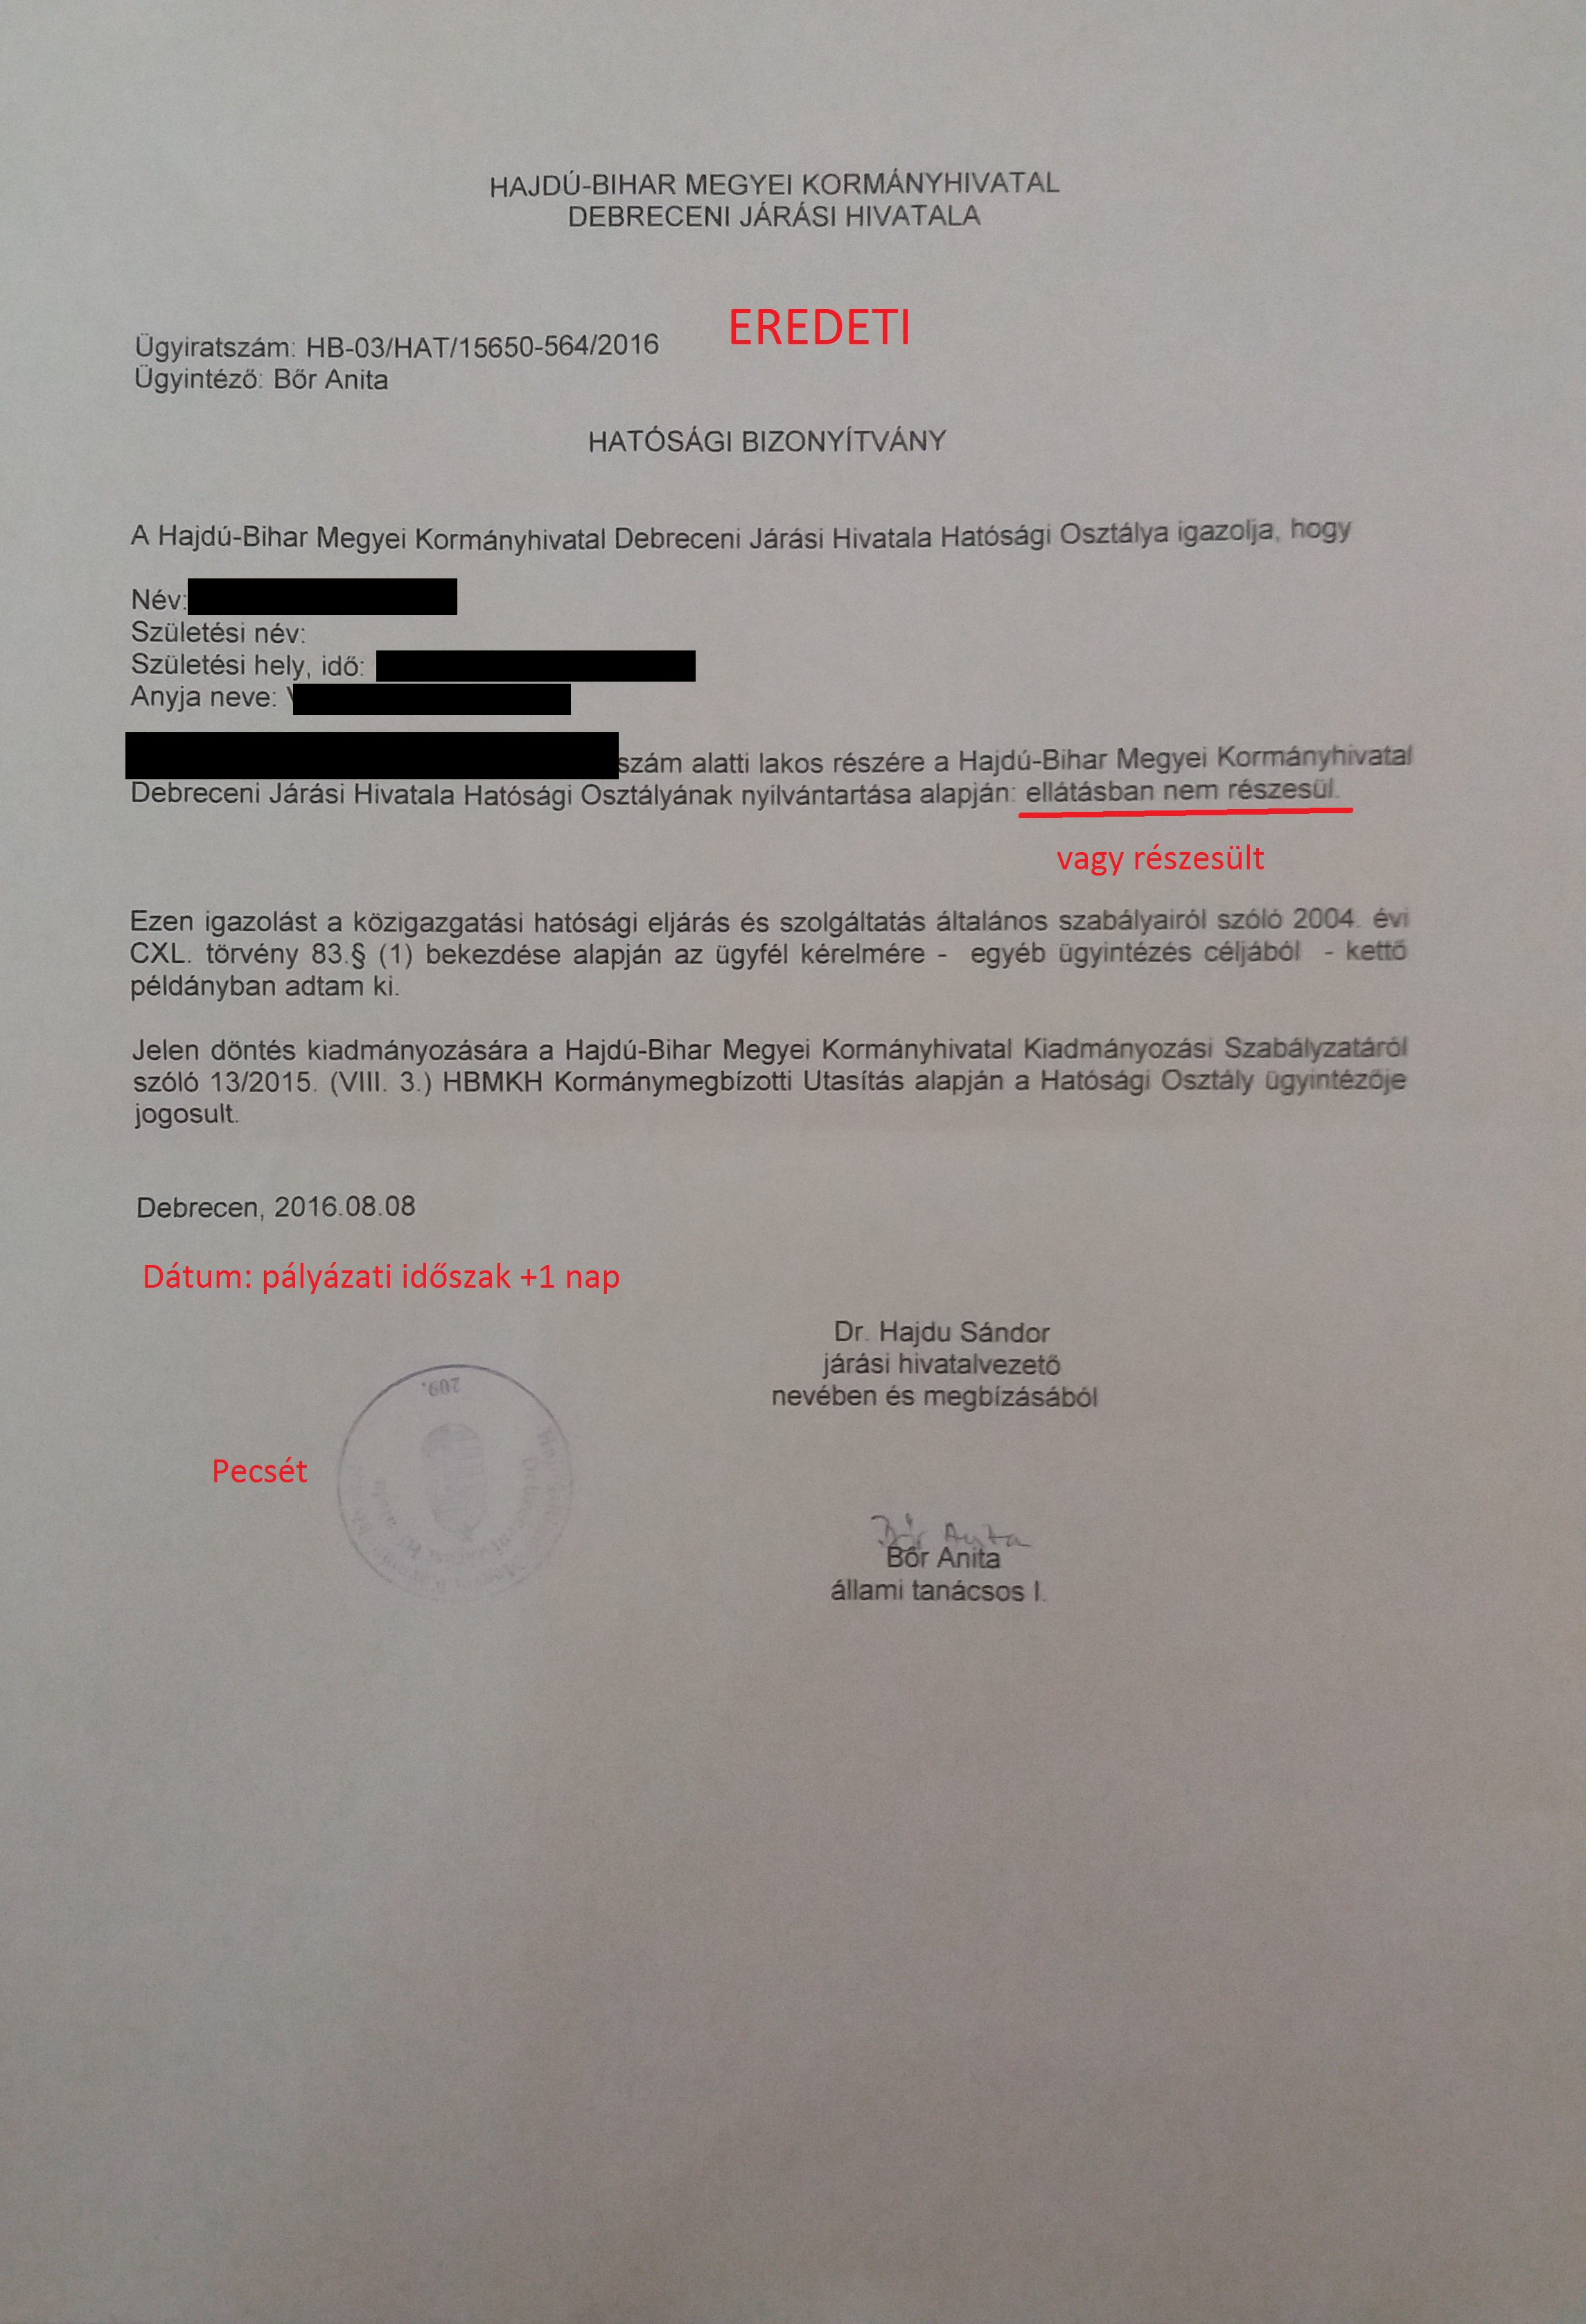 HAJDÚ-BIHAR MEGYEI KORMÁNYHIVATAL
DEBRECENI JÁRÁSI HIVATALA
EREDETI
Ügyiratszám: HB-03/HAT/15650-564/2016
Ügyintéző: Bőr Anita
HATÓSÁGI BIZONYÍTVÁNY
A Hajdú-Bihar Megyei Kormányhivatal Debreceni Járási Hivatala Hatósági Osztálya igazolja, hogy
Név:
Születési név:
Születési hely, idő:
Anyja neve:
szám alatti lakos részére a Hajdú-Bihar Megyei Kormányhivatal
Debreceni Járási Hivatala Hatósági Osztályának nyilvántartása alapján: ellátásban nem részesül.
vagy részesült
Ezen igazolást a közigazgatási hatósági eljárás és szolgáltatás általános szabályairól szóló 2004. évi
CXL. törvény 83.§ (1) bekezdése alapján az ügyfél kérelmére - egyéb ügyintézés céljából - kettő
példányban adtam ki.
Jelen döntés kiadmányozására a Hajdú-Bihar Megyei Kormányhivatal Kiadmányozási Szabályzatáról
szóló 13/2015. (VIII. 3.) HBMKH Kormánymegbízotti Utasítás alapján a Hatósági Osztály ügyintézője
jogosult.
Debrecen, 2016.08.08
Dátum: pályázati időszak +1 nap
Dr. Hajdu Sándor
járási hivatalvezető
nevében és megbízásából
209.
Pecsét
Bőr Anita
Bőr Anita
állami tanácsos I.